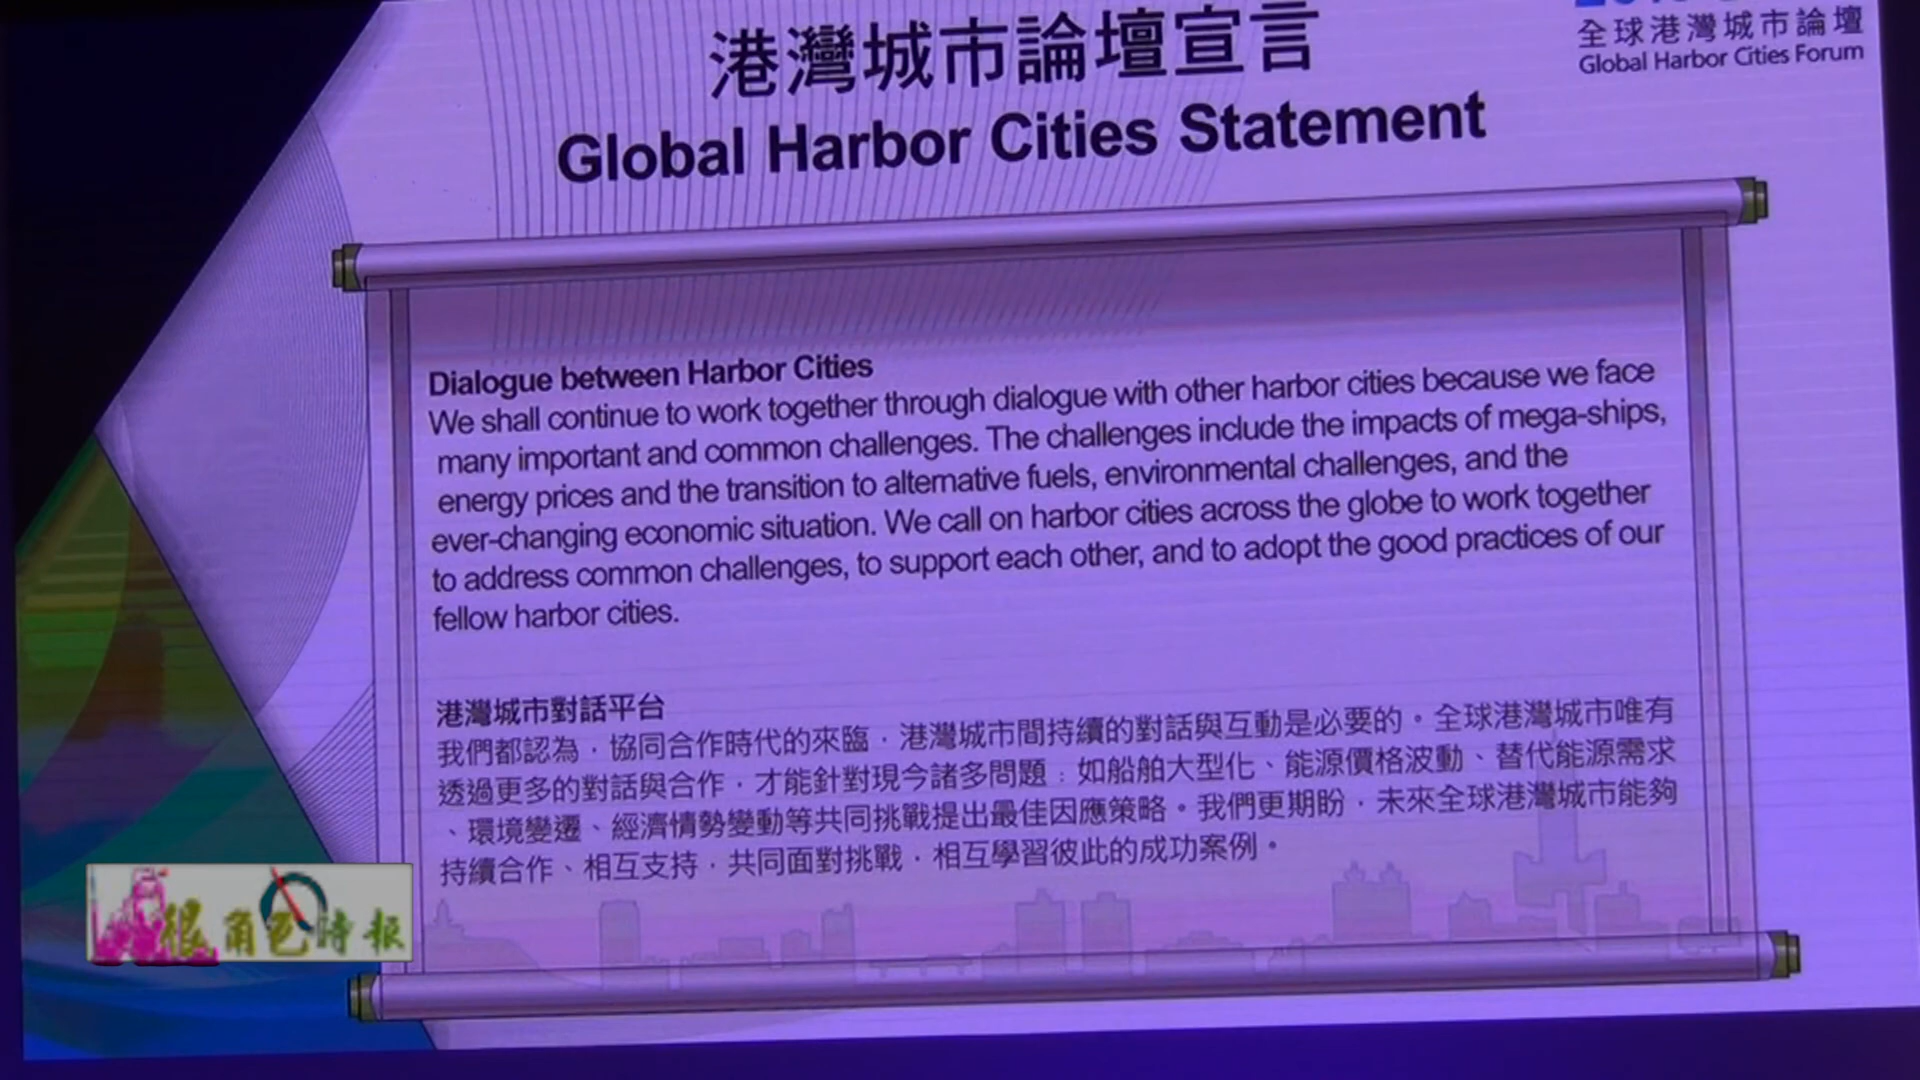 港灣城市論壇宣言
Global Harbor Cities Statement
全球港灣城市論壇
Global Harbor Cities Forum
Dialogue between Harbor Cities
We shall continue to work together through dialogue with other harbor cities because we face
many important and common challenges. The challenges include the impacts of mega-ships,
energy prices and the transition to alternative fuels, environmental challenges, and the
ever-changing economic situation. We call on harbor cities across the globe to work together
to address common challenges, to support each other, and to adopt the good practices of our
fellow harbor cities.
港灣城市對話平台
我們都認為，協同合作時代的來臨，港灣城市間持續的對話與互動是必要的。全球港灣城市唯有
透過更多的對話與合作，才能針對現今諸多問題：如船舶大型化、能源價格波動、替代能源需求
、環境變遷、經濟情勢變動等共同挑戰提出最佳因應策略。我們更期盼，未來全球港灣城市能夠
持續合作、相互支持，共同面對挑戰，相互學習彼此的成功案例。
很角色時報